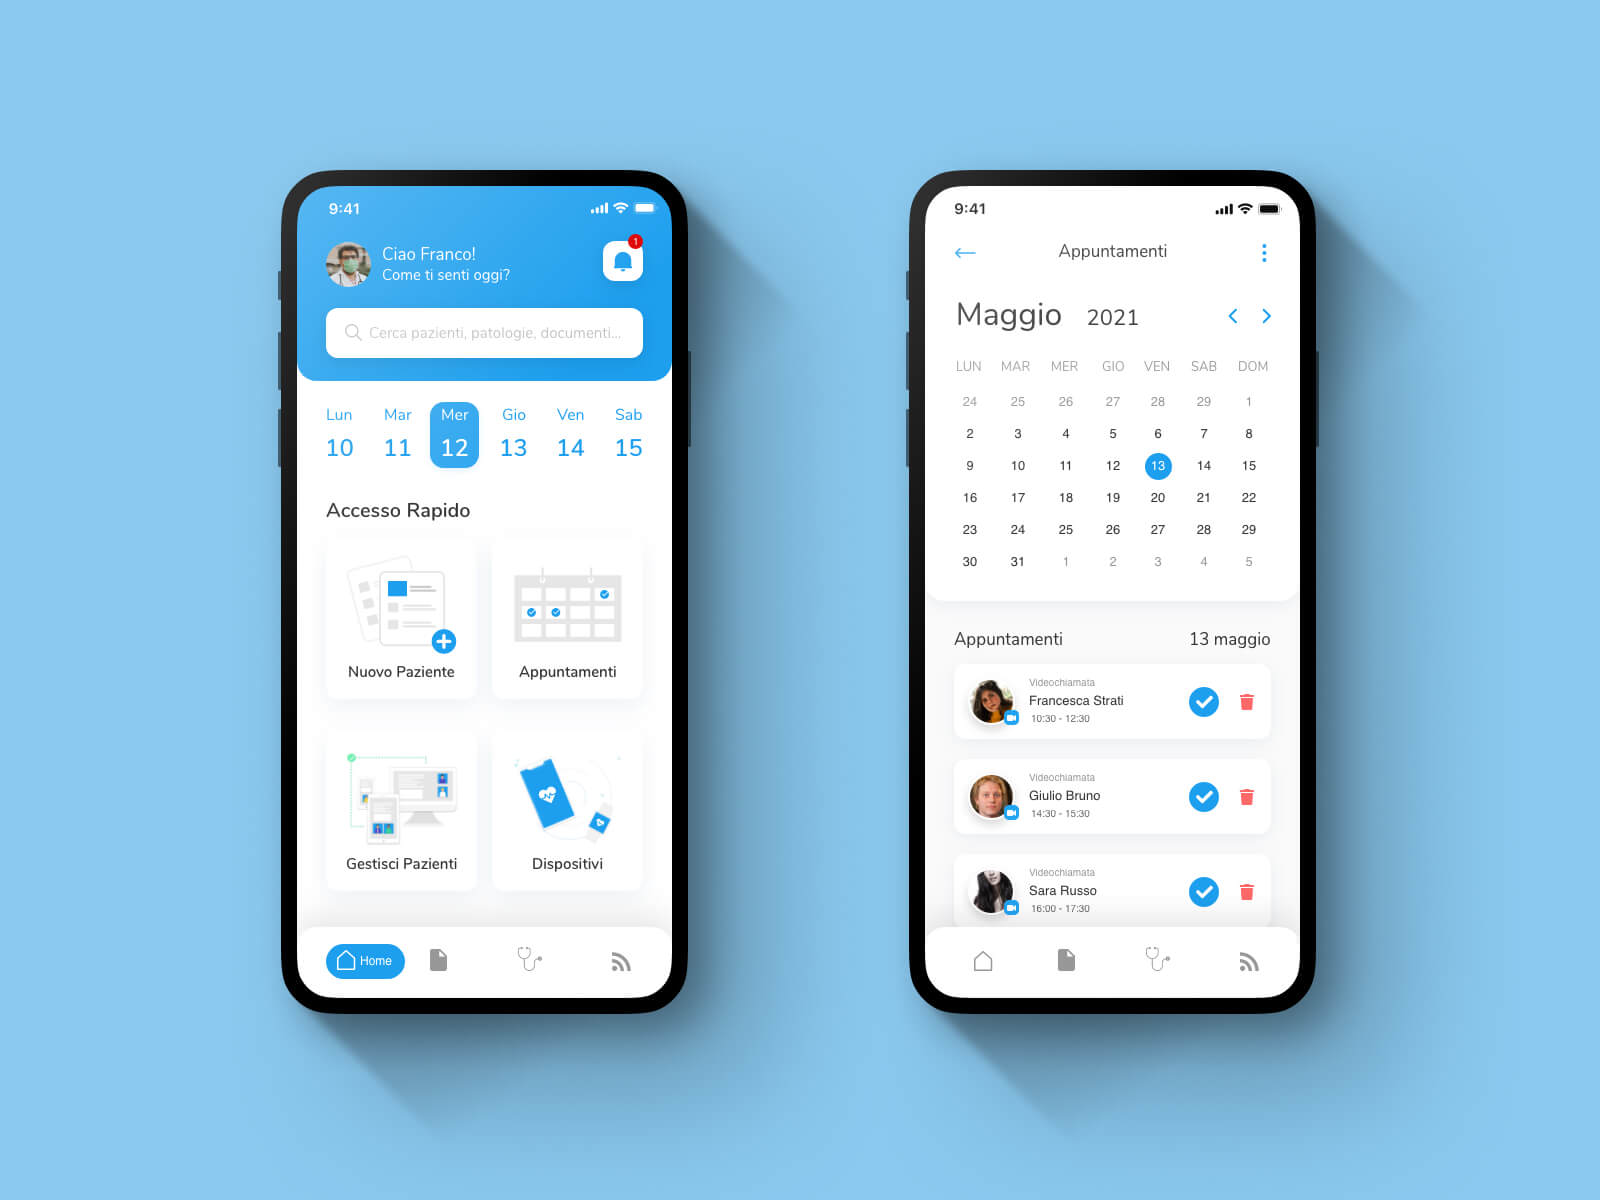 9:41
Ciao Franco!
1
Come ti senti oggi?
Cerca pazienti, patologie, documenti...
Lun Mar Mer Gio Ven Sab
10 11 12 13 14 15
Accesso Rapido
Nuovo Paziente
Appuntamenti
Gestisci Pazienti
Dispositivi
Home
9:41
Appuntamenti
Maggio 2021
LUN MAR MER GIO VEN SAB DOM
24 25 26 27 28 29 1
2 3 4 5 6 7 8
9 10 11 12 13 14 15
16 17 18 19 20 21 22
23 24 25 26 27 28 29
30 31 1 2 3 4 5
Appuntamenti 13 maggio
Videochiamata
Francesca Strati
10:30 - 12:30
Videochiamata
Giulio Bruno
14:30 - 15:30
Videochiamata
Sara Russo
16:00 - 17:30